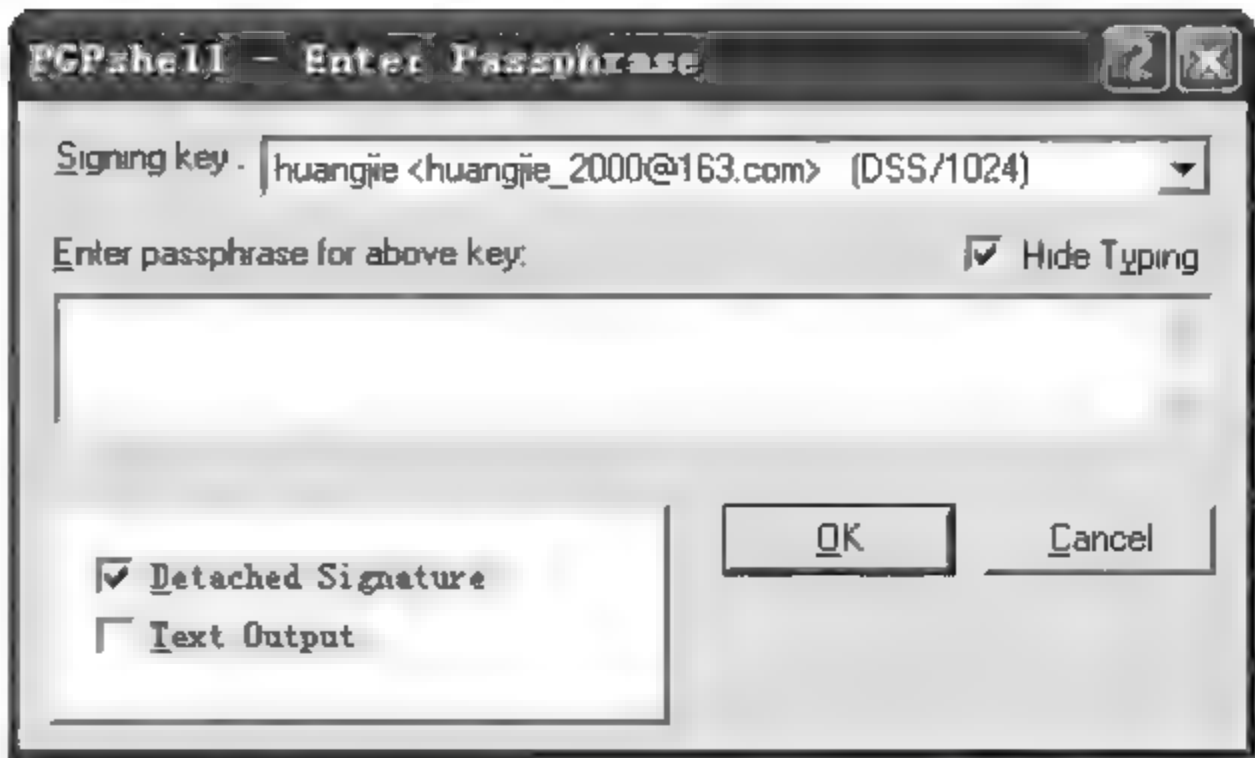 PGPshell - Enter Passphrase
Signing key : huangjie <huangjie_2000@163.com> (DSS/1024)
Enter passphrase for above key: Hide Typing
OK Cancel
Detached Signature
Text Output